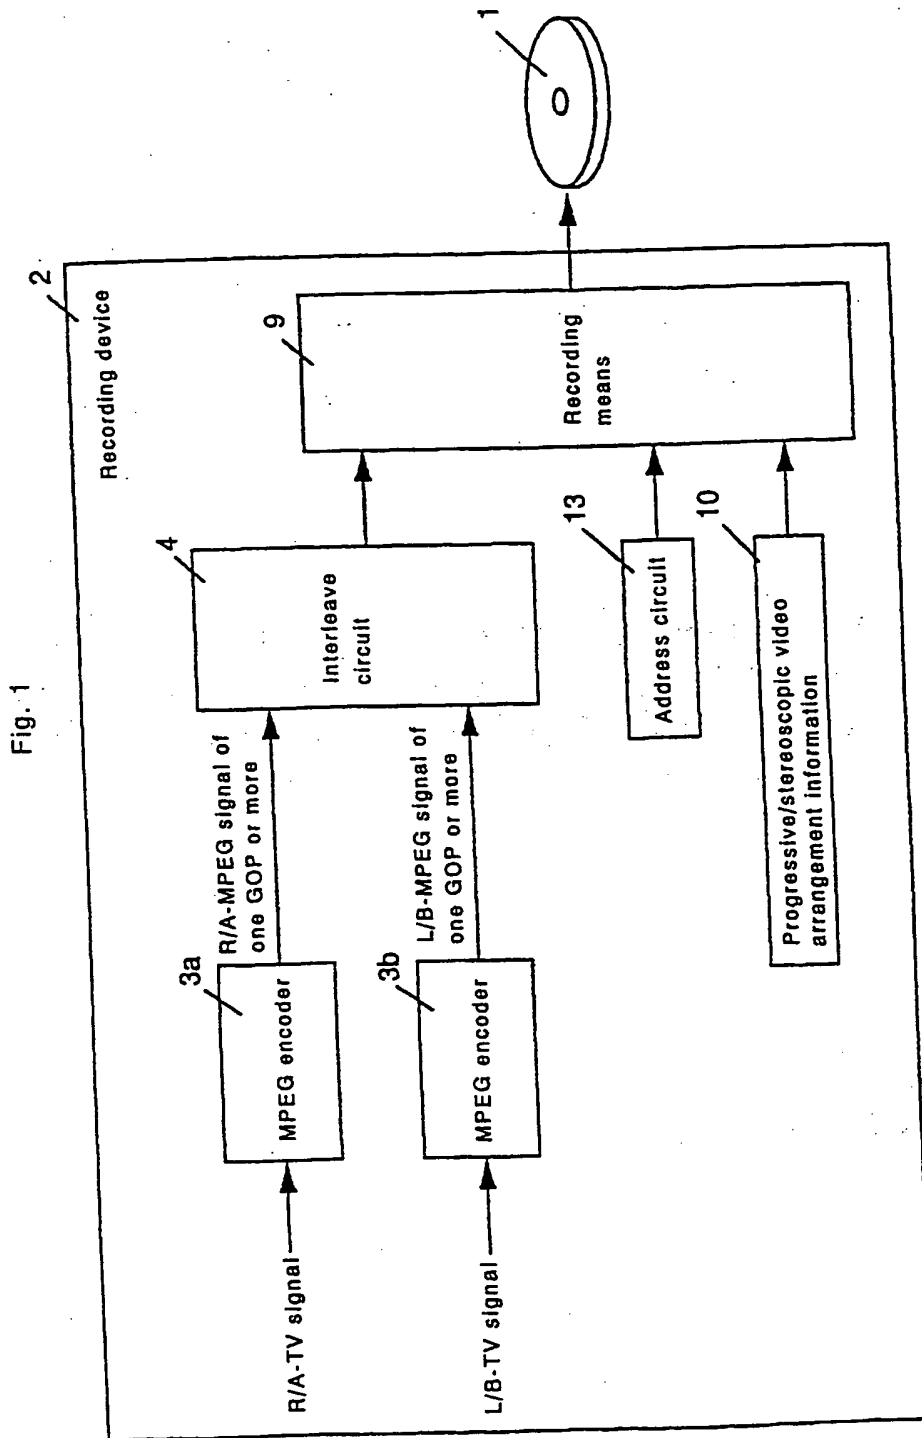 Fig. 1
2
Recording device
1
9
Recording
means
4
Interleave
circuit
13
Address circuit
10
Progressive/stereoscopic video
arrangement information
R/A-MPEG signal of
one GOP or more
L/B-MPEG signal of
one GOP or more
3a
MPEG encoder
3b
MPEG encoder
R/A-TV signal
L/B-TV signal